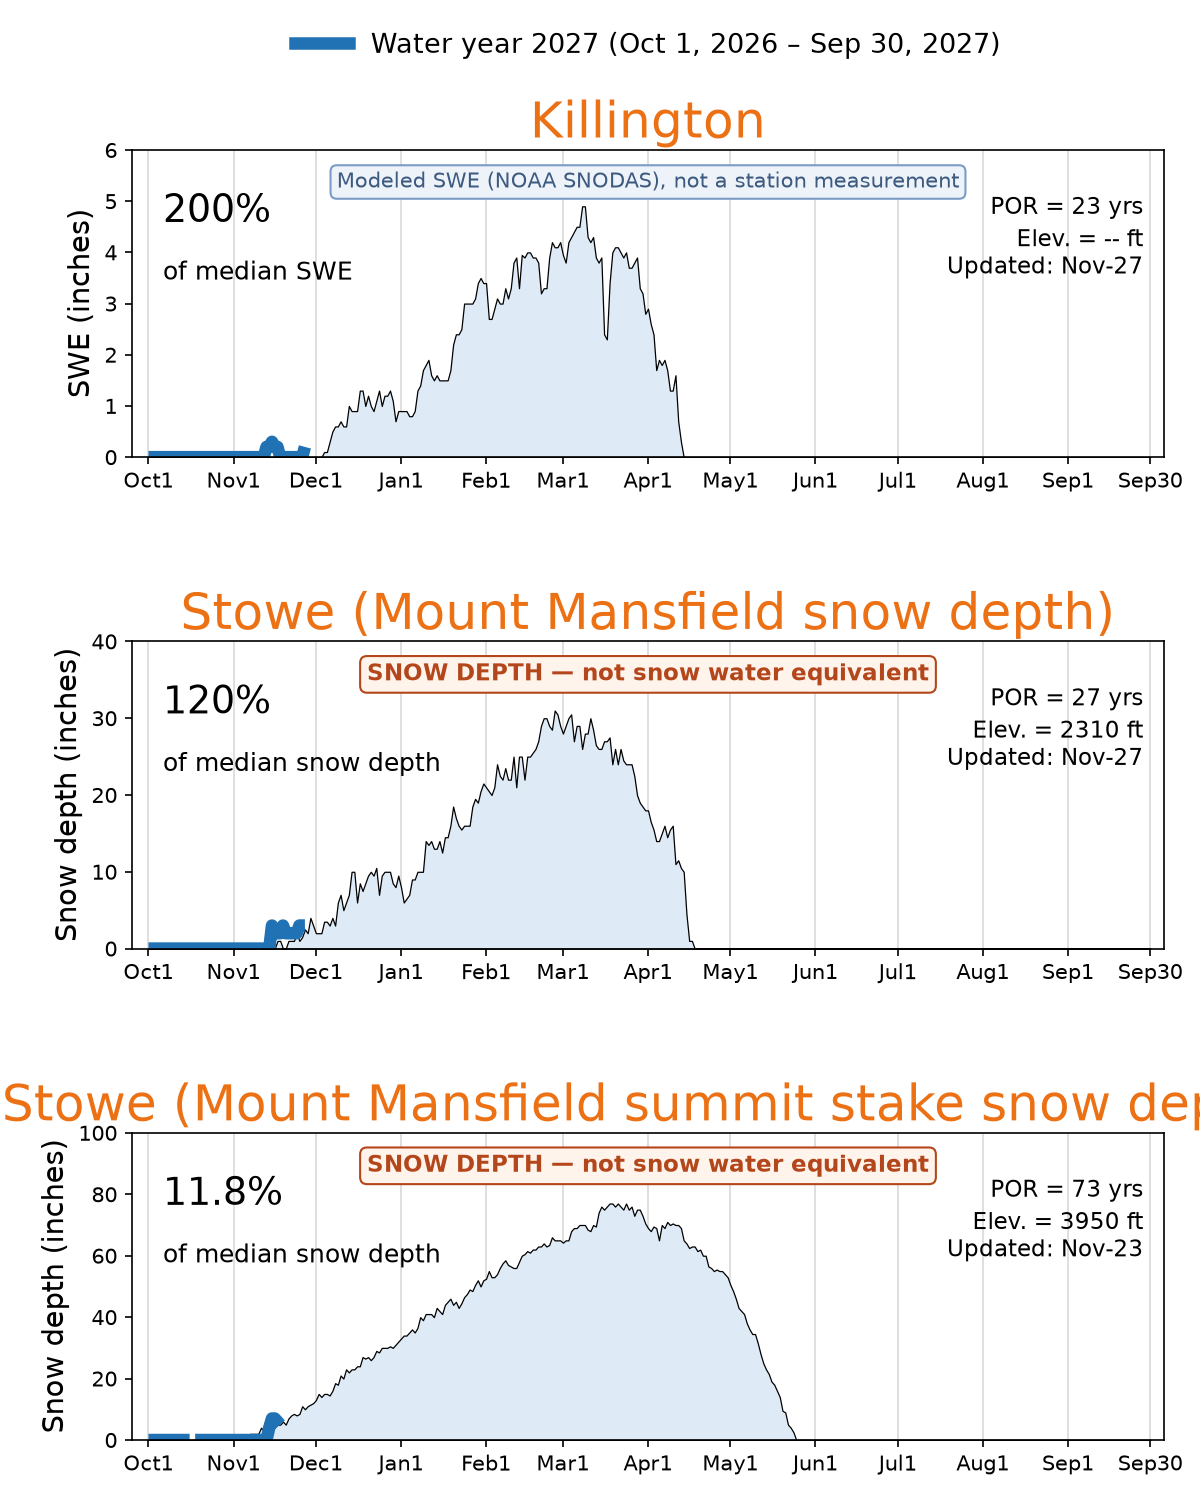 Water year 2027 (Oct 1, 2026 – Sep 30, 2027)
Killington
Modeled SWE (NOAA SNODAS), not a station measurement
200%
of median SWE
POR = 23 yrs
Elev. = -- ft
Updated: Nov-27
SWE (inches)
6
5
4
3
2
1
0
Oct1 Nov1 Dec1 Jan1 Feb1 Mar1 Apr1 May1 Jun1 Jul1 Aug1 Sep1 Sep30
Stowe (Mount Mansfield snow depth)
SNOW DEPTH — not snow water equivalent
120%
of median snow depth
POR = 27 yrs
Elev. = 2310 ft
Updated: Nov-27
Snow depth (inches)
40
30
20
10
0
Oct1 Nov1 Dec1 Jan1 Feb1 Mar1 Apr1 May1 Jun1 Jul1 Aug1 Sep1 Sep30
Stowe (Mount Mansfield summit stake snow dep
SNOW DEPTH — not snow water equivalent
11.8%
of median snow depth
POR = 73 yrs
Elev. = 3950 ft
Updated: Nov-23
Snow depth (inches)
100
80
60
40
20
0
Oct1 Nov1 Dec1 Jan1 Feb1 Mar1 Apr1 May1 Jun1 Jul1 Aug1 Sep1 Sep30